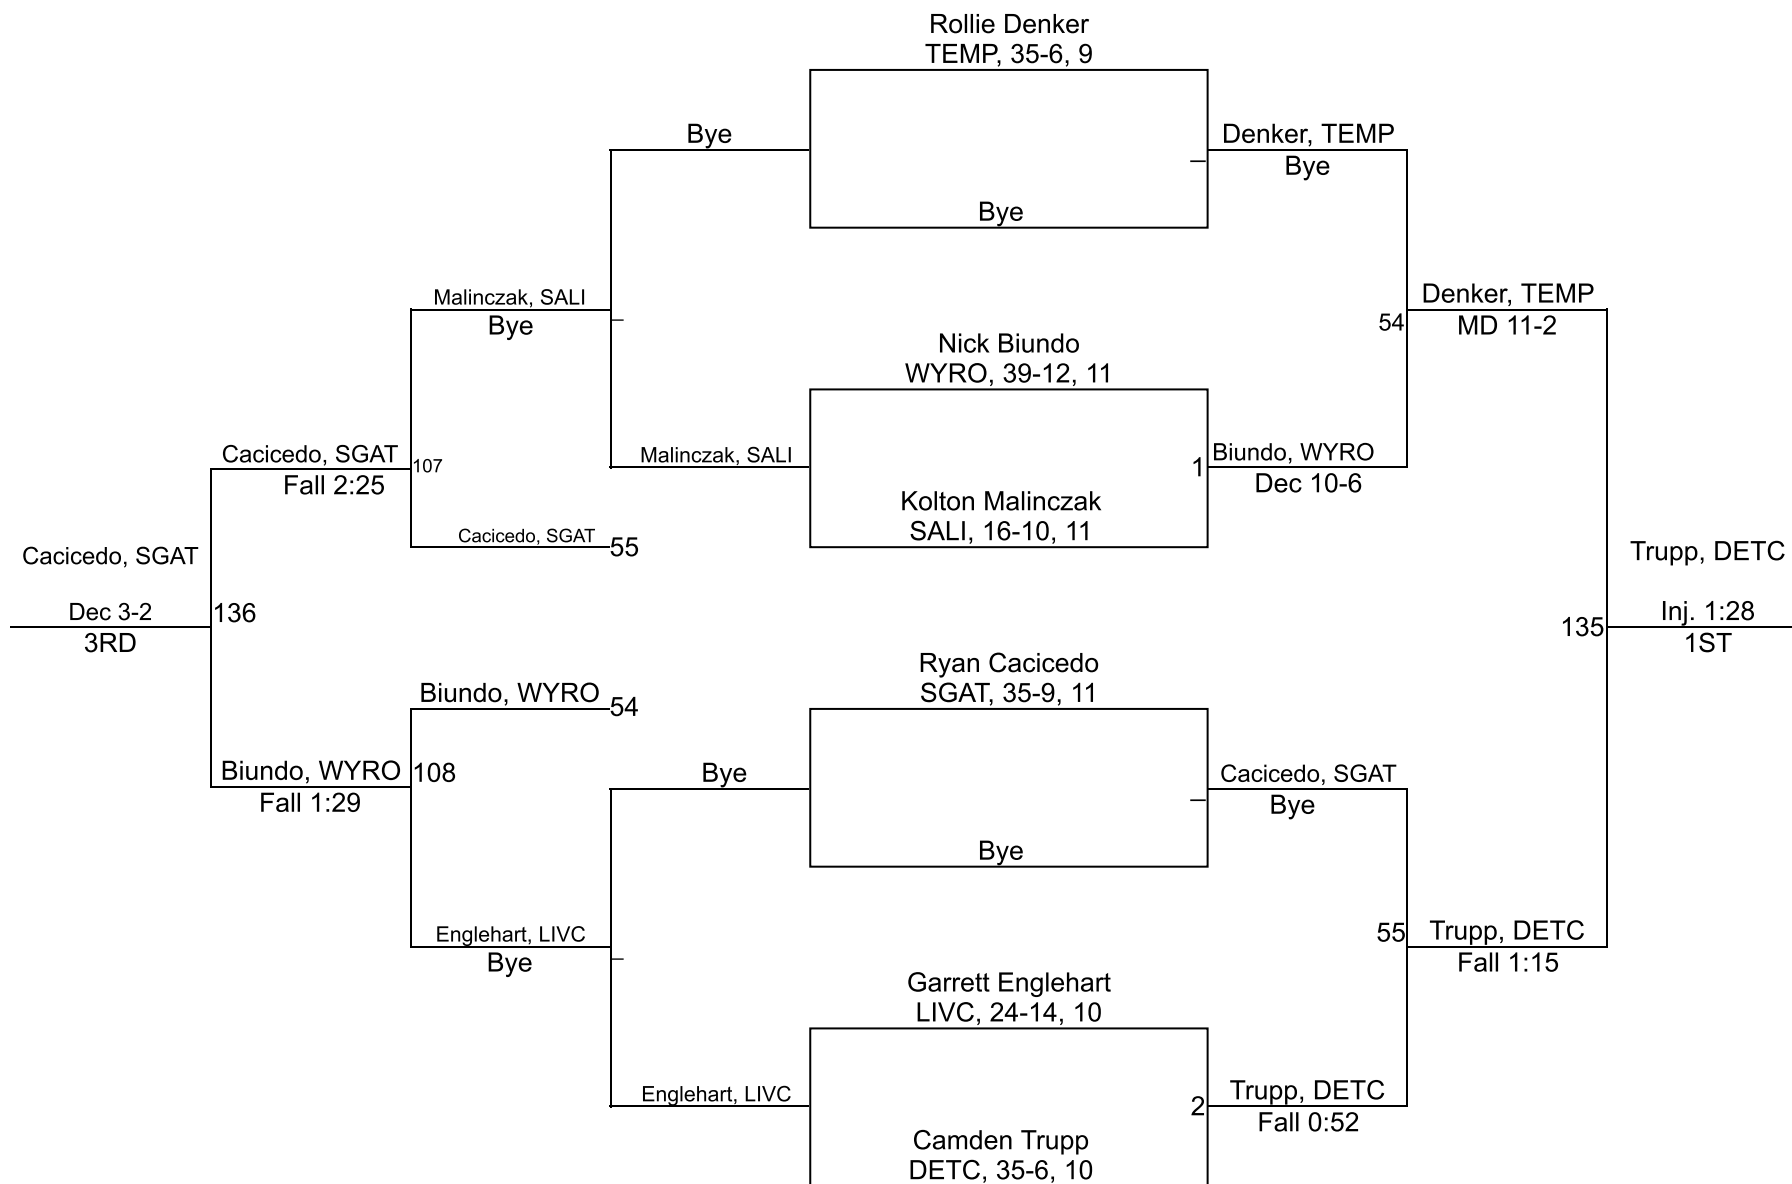 Rollie Denker
TEMP, 35-6, 9
Bye
Denker, TEMP
Bye
Bye
Malinczak, SALI
Bye
Denker, TEMP
54
MD 11-2
Nick Biundo
WYRO, 39-12, 11
Cacicedo, SGAT
107
Fall 2:25
Malinczak, SALI
1
Biundo, WYRO
Dec 10-6
Kolton Malinczak
SALI, 16-10, 11
Cacicedo, SGAT
55
Cacicedo, SGAT
Dec 3-2
136
3RD
Trupp, DETC
135
Inj. 1:28
1ST
Ryan Cacicedo
SGAT, 35-9, 11
Biundo, WYRO
54
Biundo, WYRO
108
Fall 1:29
Bye
Cacicedo, SGAT
Bye
Bye
Englehart, LIVC
Bye
55
Trupp, DETC
Fall 1:15
Garrett Englehart
LIVC, 24-14, 10
Englehart, LIVC
2
Trupp, DETC
Fall 0:52
Camden Trupp
DETC, 35-6, 10